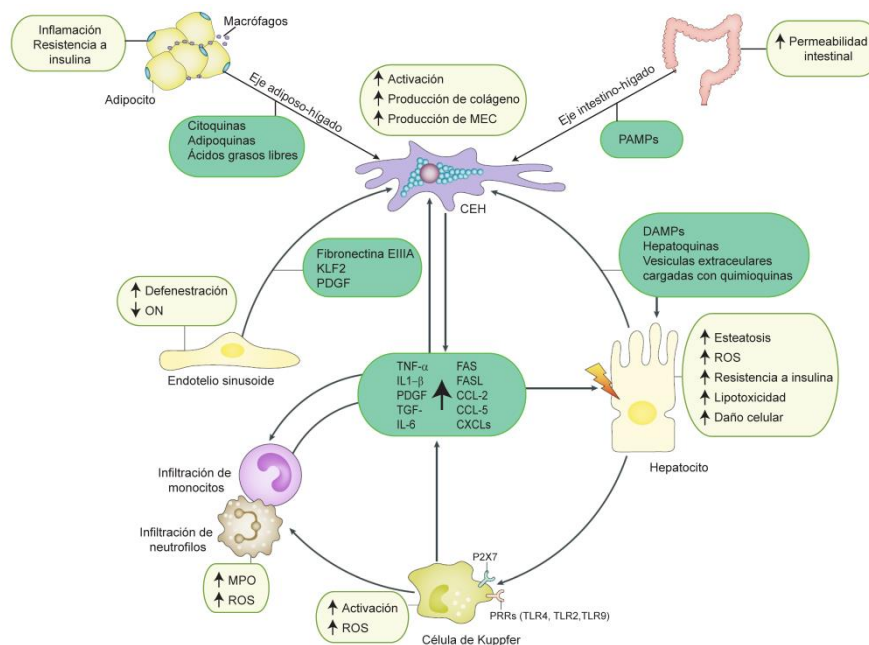 Inflamación
Resistencia a
insulina
Macrófagos
Adipocito
Eje adiposo-hígado
Citoquinas
Adipoquinas
Ácidos grasos libres
Activación
Producción de colágeno
Producción de MEC
CEH
Eje intestino-hígado
PAMPs
Permeabilidad
intestinal
Fibronectina EIIIA
KLF2
PDGF
Defenestración
ON
Endotelio sinusoide
DAMPs
Hepatoquinas
Vesiculas extraceulares
cargadas con quimioquinas
Esteatosis
ROS
Resistencia a insulina
Lipotoxicidad
Daño celular
Hepatocito
TNF-α
IL1-β
PDGF
TGF-
IL-6
FAS
FASL
CCL-2
CCL-5
CXCLs
Infiltración de
monocitos
Infiltración de
neutrofilos
MPO
ROS
Activación
ROS
P2X7
PRRs (TLR4, TLR2,TLR9)
Célula de Kuppfer